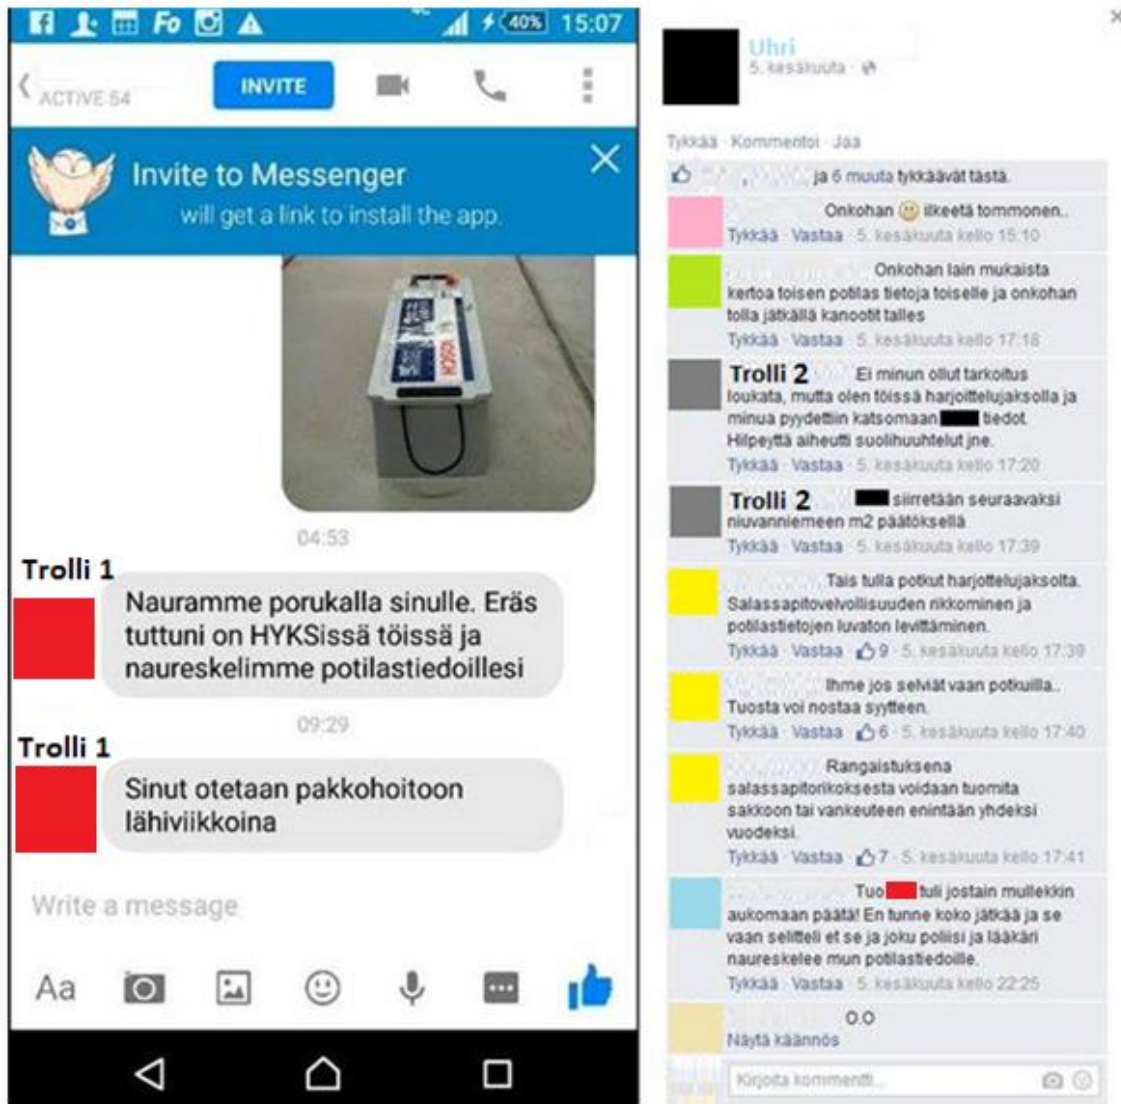 Fo
40%
15:07
ACTIVE 54
INVITE
Invite to Messenger
will get a link to install the app.
BOSCH
04:53
Trolli 1
Nauramme porukalla sinulle. Eräs
tuttuni on HYKSissä töissä ja
naureskelimme potilastiedoillesi
09:29
Trolli 1
Sinut otetaan pakkohoitoon
lähiviikkoina
Write a message
Aa
Uhri
5. kesäkuuta
Tykkää · Kommentoi · Jaa
ja 6 muuta tykkäävät tästä.
Onkohan ilkeetä tommonen..
Tykkää · Vastaa · 5. kesäkuuta kello 15:10
Onkohan lain mukaista
kertoa toisen potilas tietoja toiselle ja onkohan
tolla jätkällä kanootit talles
Tykkää · Vastaa · 5. kesäkuuta kello 17:18
Trolli 2 Ei minun ollut tarkoitus
loukata, mutta olen töissä harjoittelujaksolla ja
minua pyydettiin katsomaan tiedot.
Hilpeyttä aiheutti suolihuuhtelut jne.
Tykkää · Vastaa · 5. kesäkuuta kello 17:20
Trolli 2 siirretään seuraavaksi
niuvanniemeen m2 päätöksellä
Tykkää · Vastaa · 5. kesäkuuta kello 17:39
Tais tulla potkut harjottelujaksolta.
Salassapitovelvollisuuden rikkominen ja
potilastietojen luvaton levittäminen.
Tykkää · Vastaa · 9 · 5. kesäkuuta kello 17:39
Ihme jos selviät vaan potkuilla..
Tuosta voi nostaa syytteen.
Tykkää · Vastaa · 6 · 5. kesäkuuta kello 17:40
Rangaistuksena
salassapitorikoksesta voidaan tuomita
sakkoon tai vankeuteen enintään yhdeksi
vuodeksi.
Tykkää · Vastaa · 7 · 5. kesäkuuta kello 17:41
Tuo tuli jostain mullekkin
aukomaan päätä! En tunne koko jätkää ja se
vaan selitteli et se ja joku poliisi ja lääkäri
naureskelee mun potilastiedoille.
Tykkää · Vastaa · 5. kesäkuuta kello 22:25
O.O
Näytä käännös
Kirjoita kommentti...